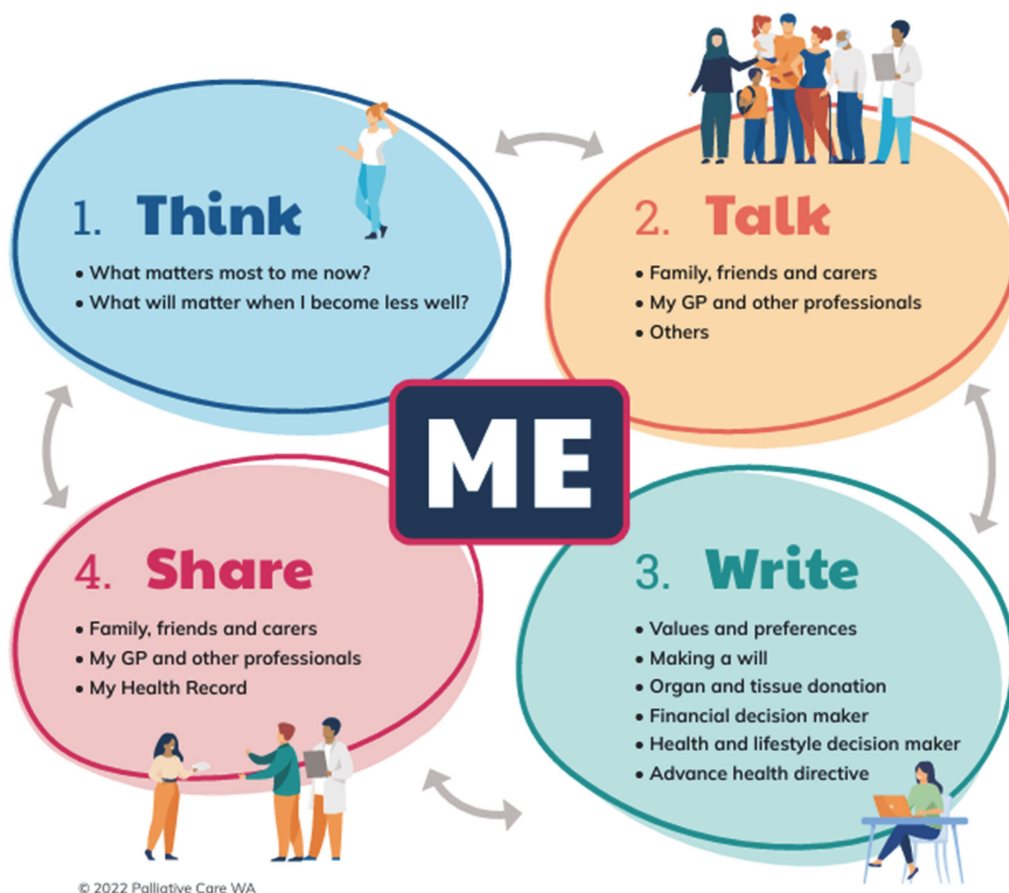 1. Think
• What matters most to me now?
• What will matter when I become less well?
2. Talk
• Family, friends and carers
• My GP and other professionals
• Others
ME
3. Write
• Values and preferences
• Making a will
• Organ and tissue donation
• Financial decision maker
• Health and lifestyle decision maker
• Advance health directive
4. Share
• Family, friends and carers
• My GP and other professionals
• My Health Record
© 2022 Palliative Care WA